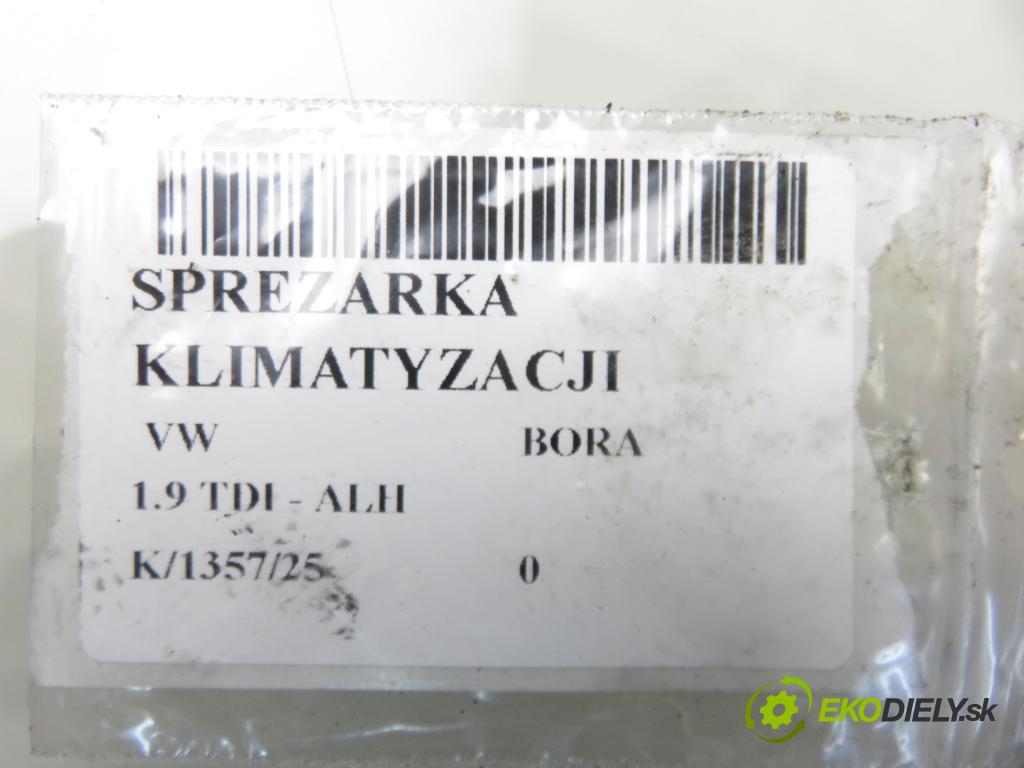 SPREZARKA
KLIMATYZACJI
VW BORA
1.9 TDI - ALH
K/1357/25 0
EKODIELY.sk